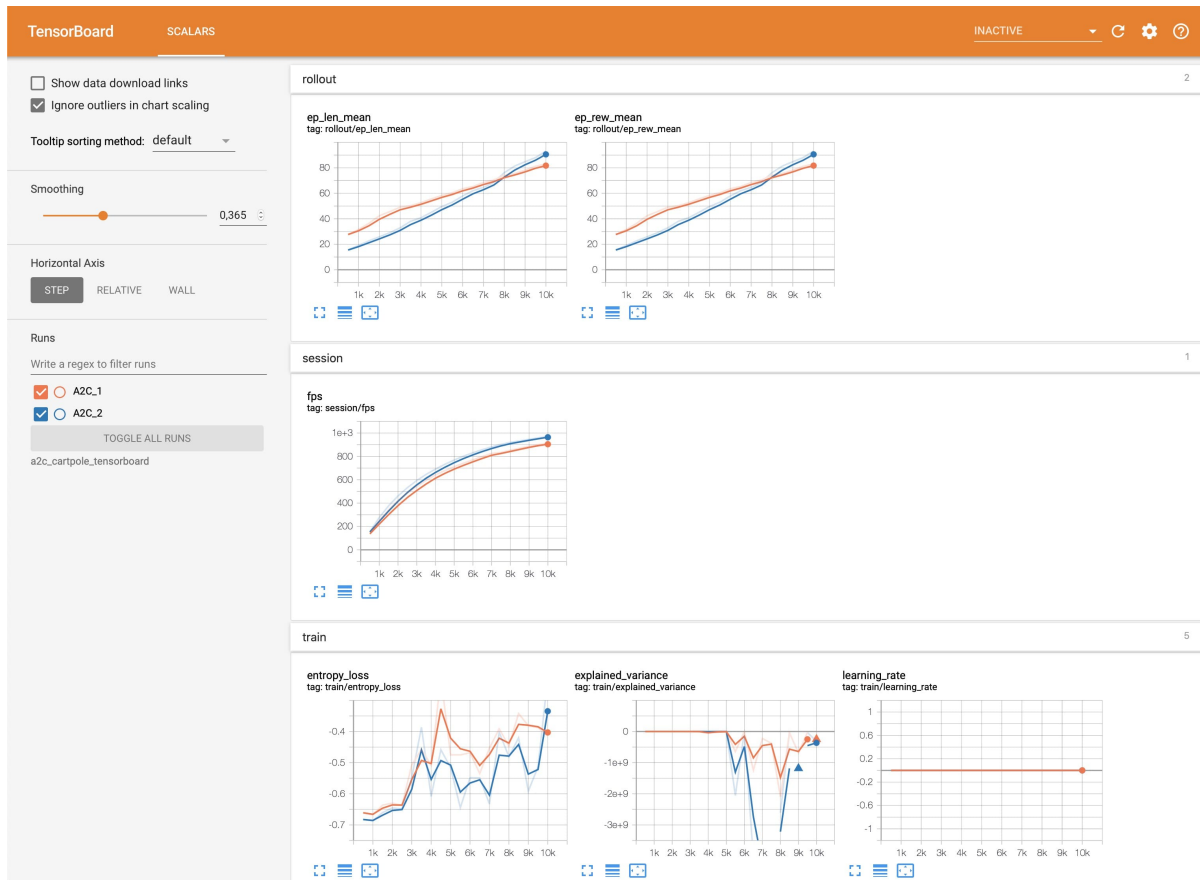 TensorBoard
SCALARS
INACTIVE
Show data download links
Ignore outliers in chart scaling
Tooltip sorting method: default
Smoothing
0,365
Horizontal Axis
STEP RELATIVE WALL
Runs
Write a regex to filter runs
A2C_1
A2C_2
TOGGLE ALL RUNS
a2c_cartpole_tensorboard
rollout 2
ep_len_mean
tag: rollout/ep_len_mean
80
60
40
20
0
1k 2k 3k 4k 5k 6k 7k 8k 9k 10k
ep_rew_mean
tag: rollout/ep_rew_mean
80
60
40
20
0
1k 2k 3k 4k 5k 6k 7k 8k 9k 10k
session 1
fps
tag: session/fps
1e+3
800
600
400
200
0
1k 2k 3k 4k 5k 6k 7k 8k 9k 10k
train 5
entropy_loss
tag: train/entropy_loss
-0.4
-0.5
-0.6
-0.7
1k 2k 3k 4k 5k 6k 7k 8k 9k 10k
explained_variance
tag: train/explained_variance
0
-1e+9
-2e+9
-3e+9
1k 2k 3k 4k 5k 6k 7k 8k 9k 10k
learning_rate
tag: train/learning_rate
1
0.6
0.2
-0.2
-0.6
-1
1k 2k 3k 4k 5k 6k 7k 8k 9k 10k